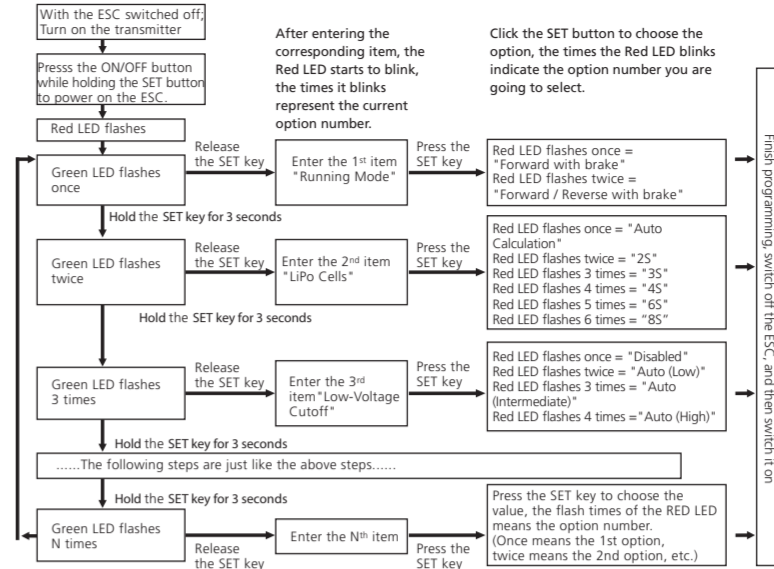 With the ESC switched off;
Turn on the transmitter
Presss the ON/OFF button
while holding the SET button
to power on the ESC.
Red LED flashes
After entering the
corresponding item, the
Red LED starts to blink,
the times it blinks
represent the current
option number.
Click the SET button to choose the
option, the times the Red LED blinks
indicate the option number you are
going to select.
Green LED flashes
once
Release
the SET key
Enter the 1st item
"Running Mode"
Press the
SET key
Red LED flashes once =
"Forward with brake"
Red LED flashes twice =
"Forward / Reverse with brake"
Hold the SET key for 3 seconds
Green LED flashes
twice
Release
the SET key
Enter the 2nd item
"LiPo Cells"
Press the
SET key
Red LED flashes once = "Auto
Calculation"
Red LED flashes twice = "2S"
Red LED flashes 3 times = "3S"
Red LED flashes 4 times = "4S"
Red LED flashes 5 times = "6S"
Red LED flashes 6 times = "8S"
Hold the SET key for 3 seconds
Green LED flashes
3 times
Release
the SET key
Enter the 3rd
item"Low-Voltage
Cutoff"
Press the
SET key
Red LED flashes once = "Disabled"
Red LED flashes twice = "Auto (Low)"
Red LED flashes 3 times = "Auto
(Intermediate)"
Red LED flashes 4 times ="Auto (High)"
Hold the SET key for 3 seconds
......The following steps are just like the above steps......
Hold the SET key for 3 seconds
Green LED flashes
N times
Release
the SET key
Enter the Nth item
Press the
SET key
Press the SET key to choose the
value, the flash times of the RED LED
means the option number.
(Once means the 1st option,
twice means the 2nd option, etc.)
Finish programming, switch off the ESC, and then switch it on